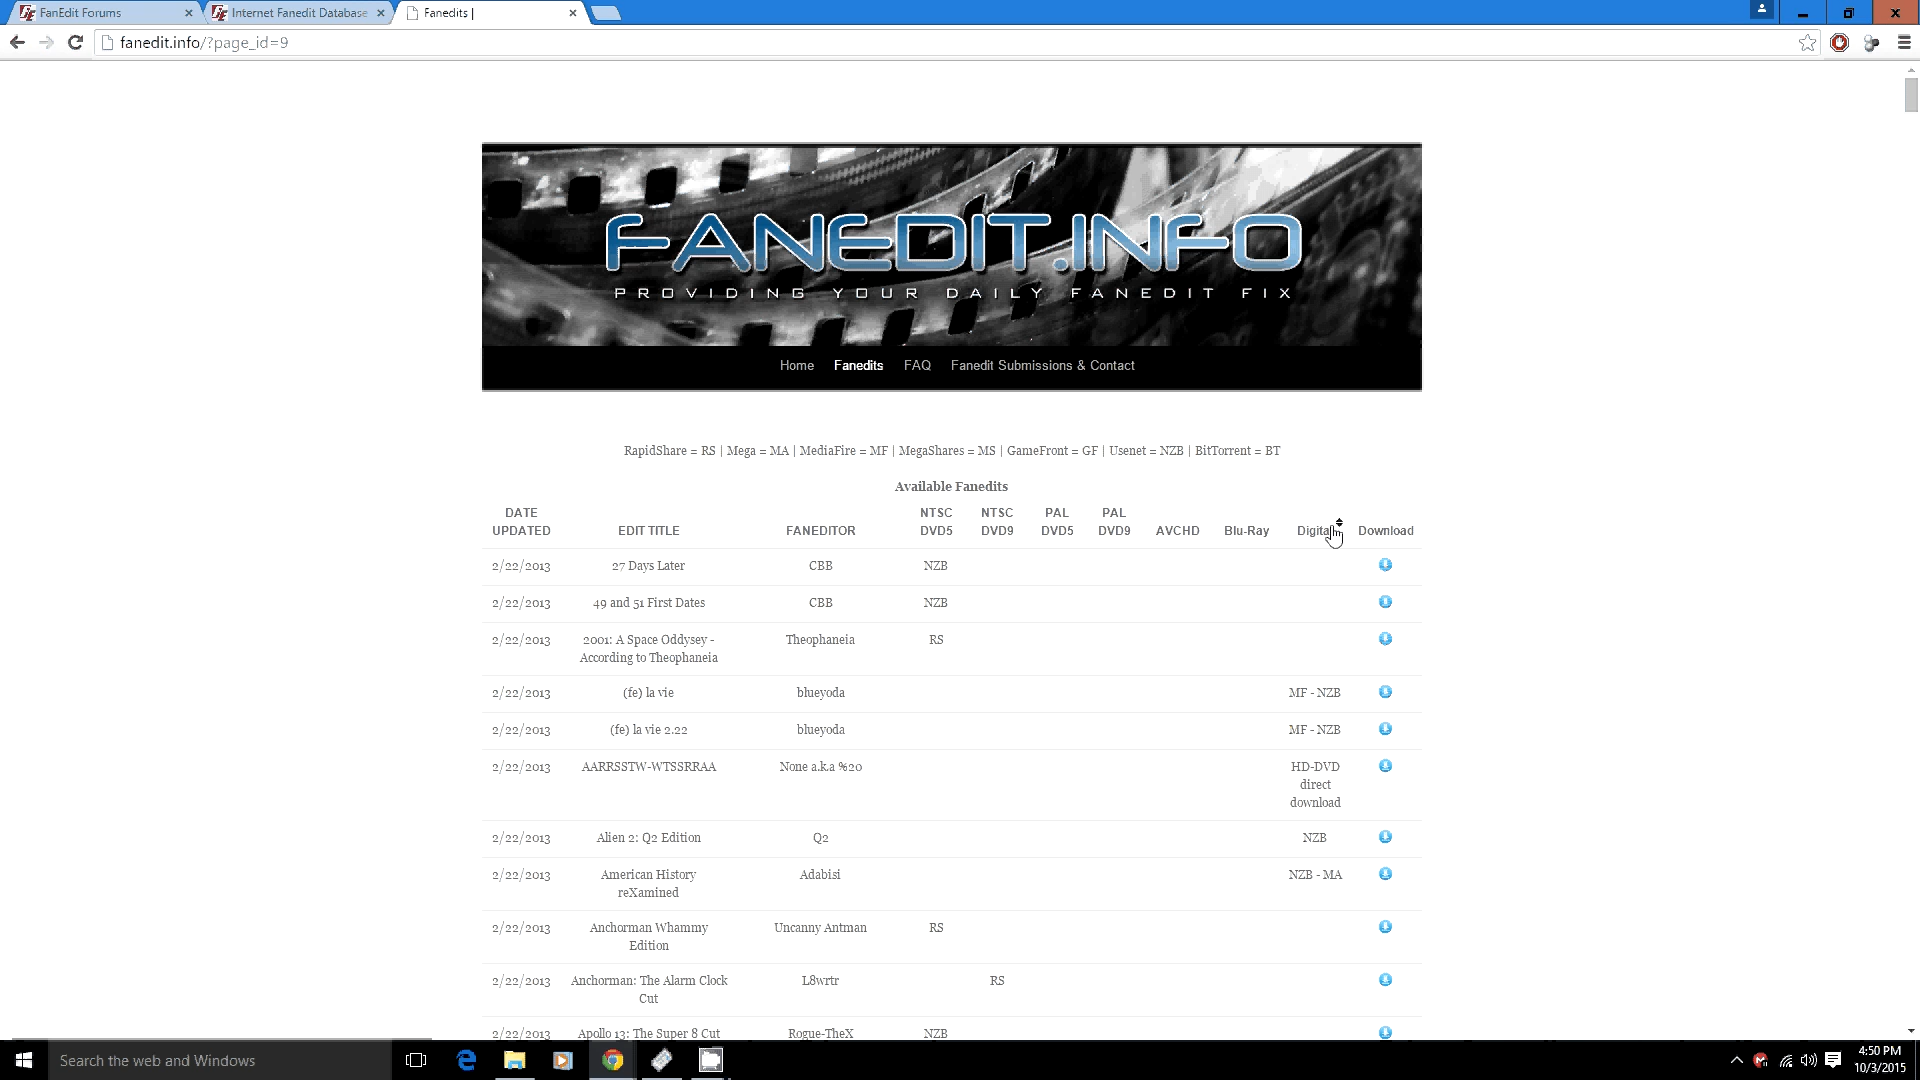 FanEdit Forums
Internet Fanedit Database
Fanedits |
fanedit.info/?page_id=9
FANEDIT.INFO
PROVIDING YOUR DAILY FANEDIT FIX
Home Fanedits FAQ Fanedit Submissions & Contact
RapidShare = RS | Mega = MA | MediaFire = MF | MegaShares = MS | GameFront = GF | Usenet = NZB | BitTorrent = BT
Available Fanedits
DATE UPDATED EDIT TITLE FANEDITOR NTSC DVD5 NTSC DVD9 PAL DVD5 PAL DVD9 AVCHD Blu-Ray Digital Download
2/22/2013 27 Days Later CBB NZB
2/22/2013 49 and 51 First Dates CBB NZB
2/22/2013 2001: A Space Oddysey - Theophaneia RS
According to Theophaneia
2/22/2013 (fe) la vie blueyoda MF - NZB
2/22/2013 (fe) la vie 2.22 blueyoda MF - NZB
2/22/2013 AARRSSTW-WTSSRRAA None a.k.a %20 HD-DVD
direct
download
2/22/2013 Alien 2: Q2 Edition Q2 NZB
2/22/2013 American History Adabisi NZB - MA
reXamined
2/22/2013 Anchorman Whammy Uncanny Antman RS
Edition
2/22/2013 Anchorman: The Alarm Clock L8wrtr RS
Cut
2/22/2013 Apollo 13: The Super 8 Cut Rogue-TheX NZB
Search the web and Windows
4:50 PM
10/3/2015